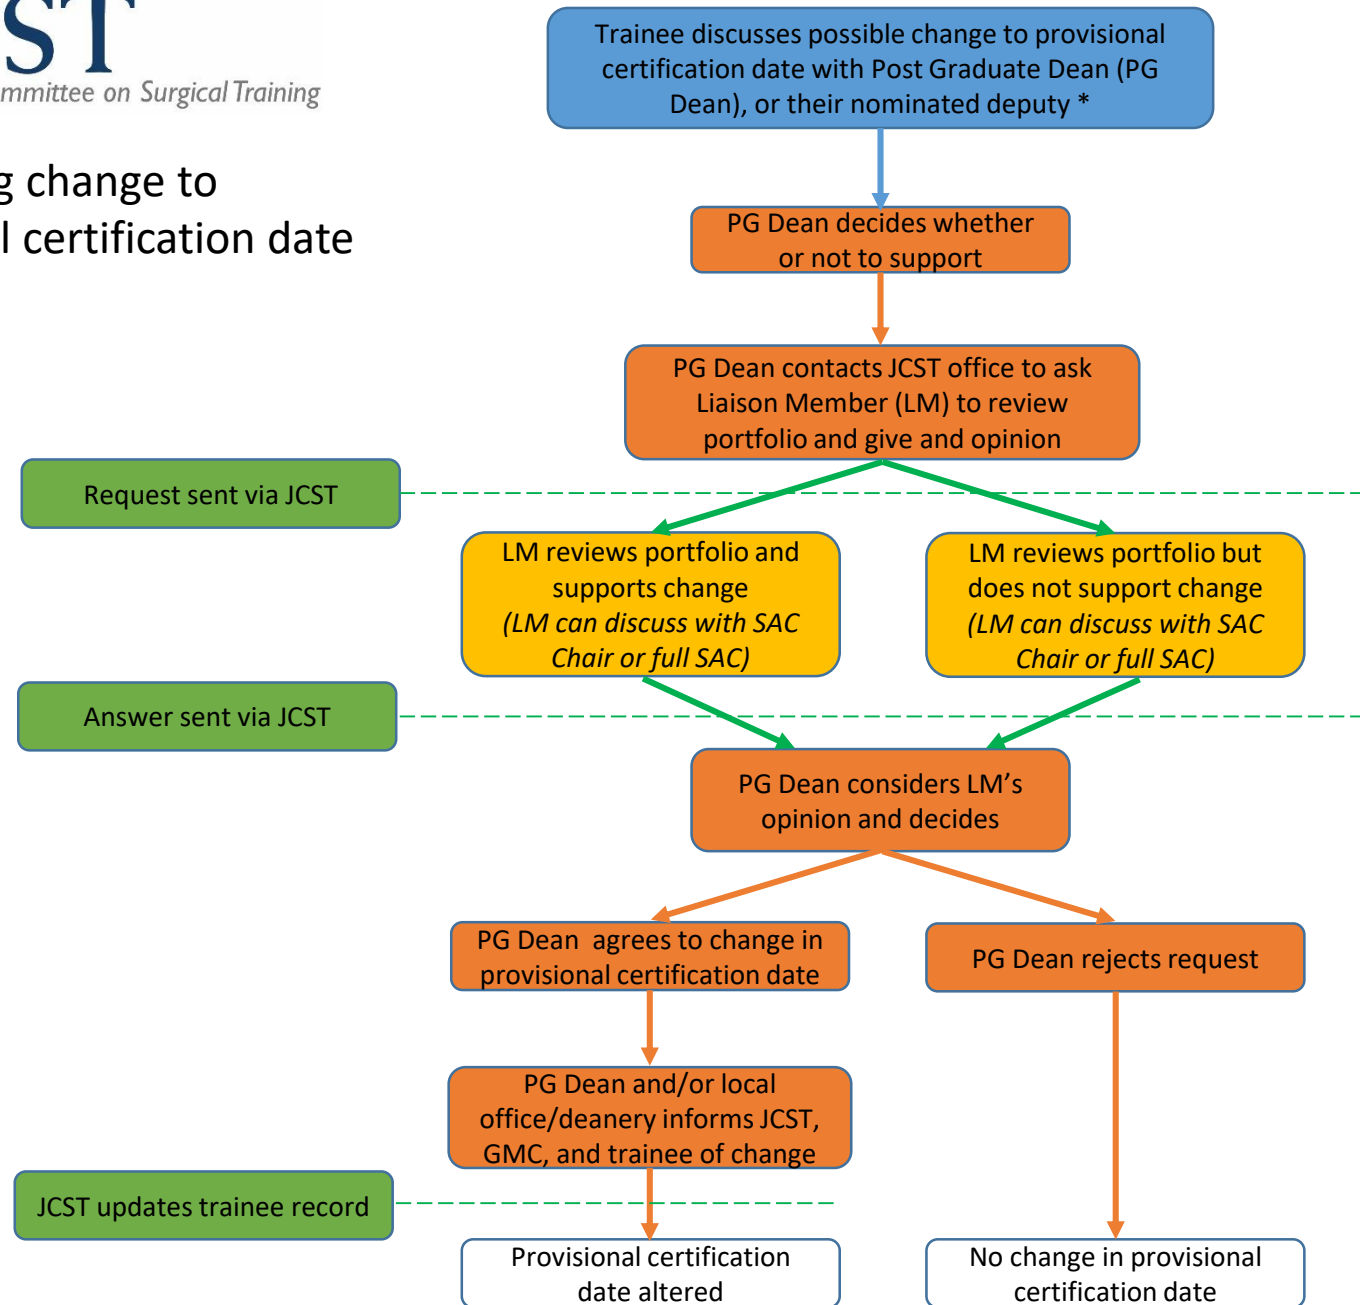 ST
mmittee on Surgical Training
g change to
l certification date
Trainee discusses possible change to provisional
certification date with Post Graduate Dean (PG
Dean), or their nominated deputy *
PG Dean decides whether
or not to support
PG Dean contacts JCST office to ask
Liaison Member (LM) to review
portfolio and give and opinion
Request sent via JCST
LM reviews portfolio and
supports change
(LM can discuss with SAC
Chair or full SAC)
LM reviews portfolio but
does not support change
(LM can discuss with SAC
Chair or full SAC)
Answer sent via JCST
PG Dean considers LM’s
opinion and decides
PG Dean agrees to change in
provisional certification date
PG Dean rejects request
PG Dean and/or local
office/deanery informs JCST,
GMC, and trainee of change
JCST updates trainee record
Provisional certification
date altered
No change in provisional
certification date